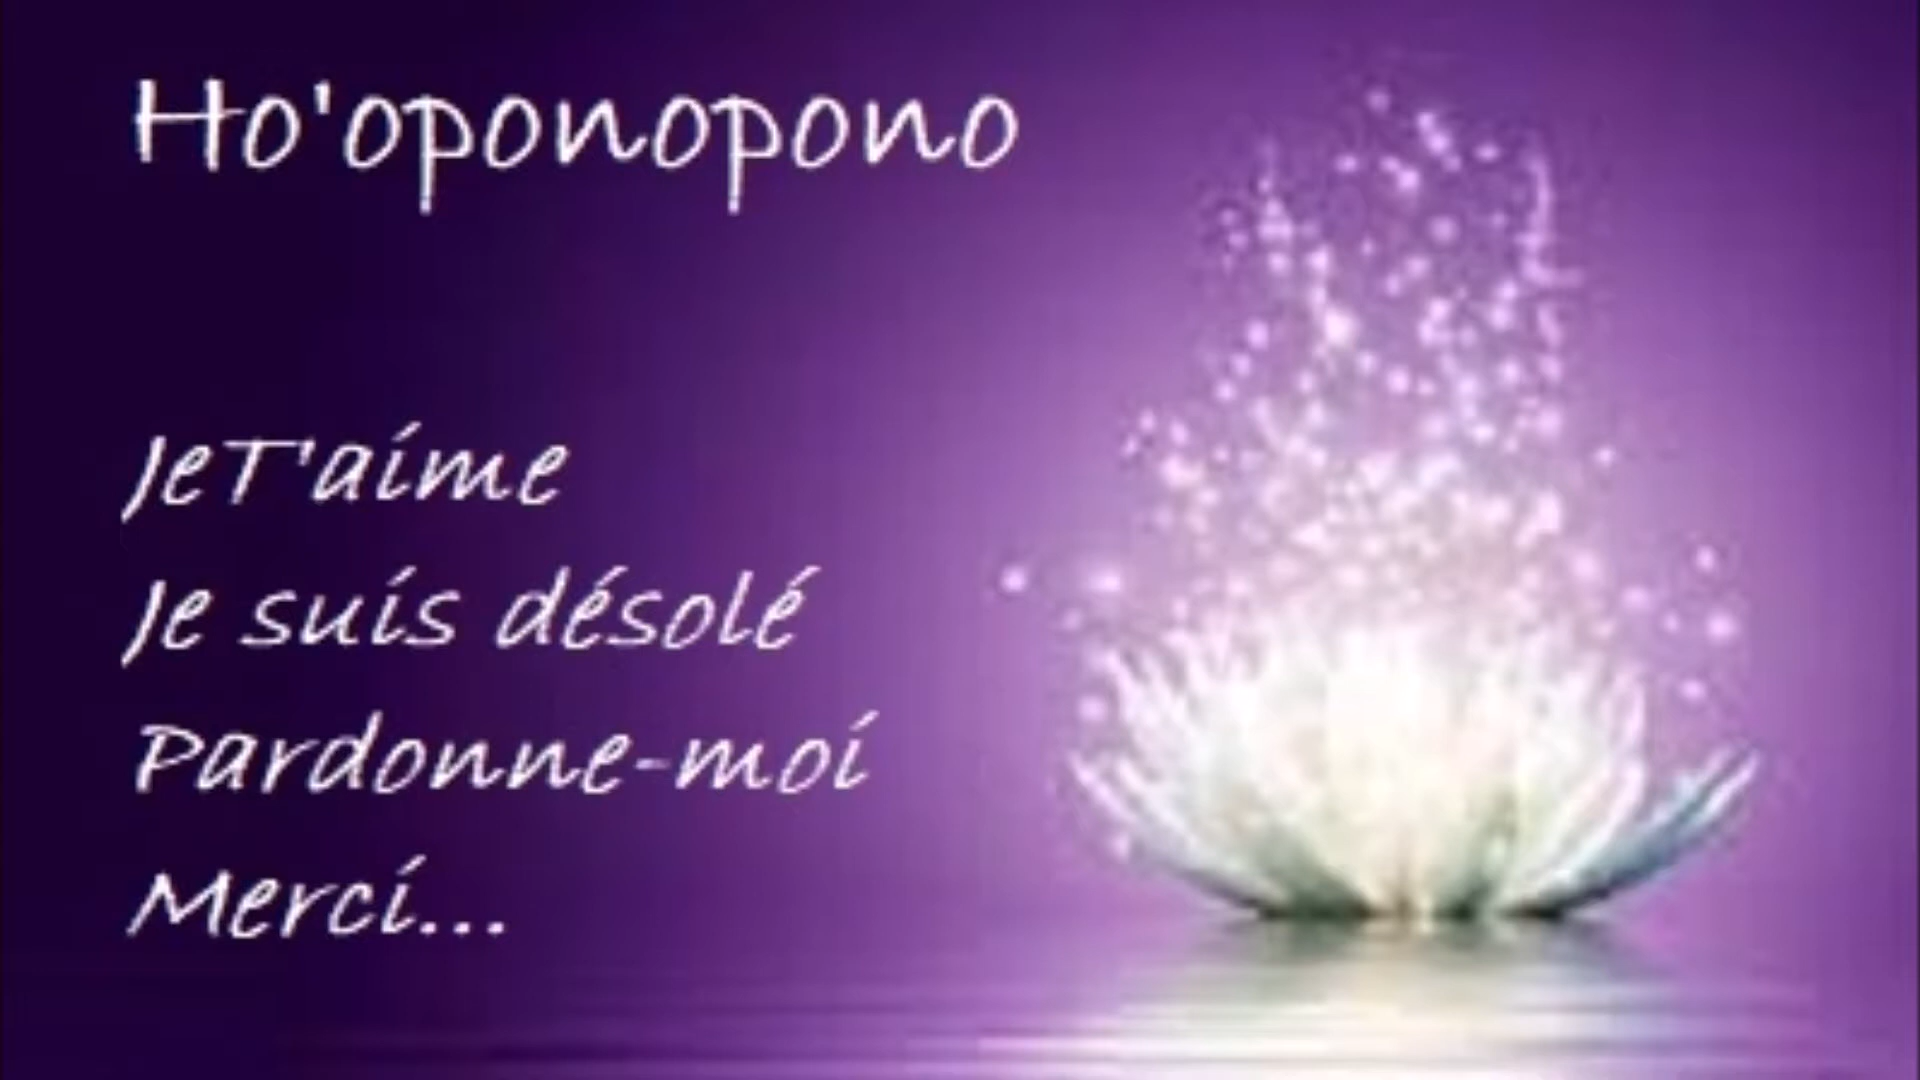 Ho'oponopono
JeT'aime
Je suis désolé
Pardonne-moi
Merci...